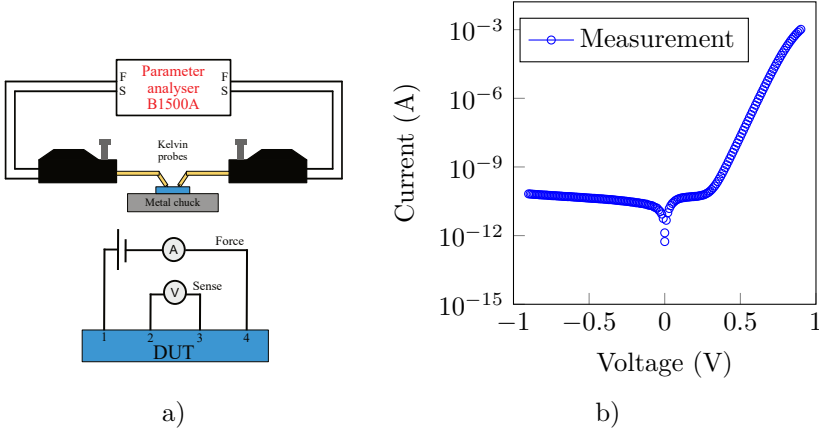 Parameter
analyser
B1500A
F
S
F
S
Kelvin
probes
Metal chuck
A
Force
V
Sense
1
2
3
4
DUT
a)
Measurement
10⁻³
10⁻⁶
10⁻⁹
10⁻¹²
10⁻¹⁵
Current (A)
−1
−0.5
0
0.5
1
Voltage (V)
b)